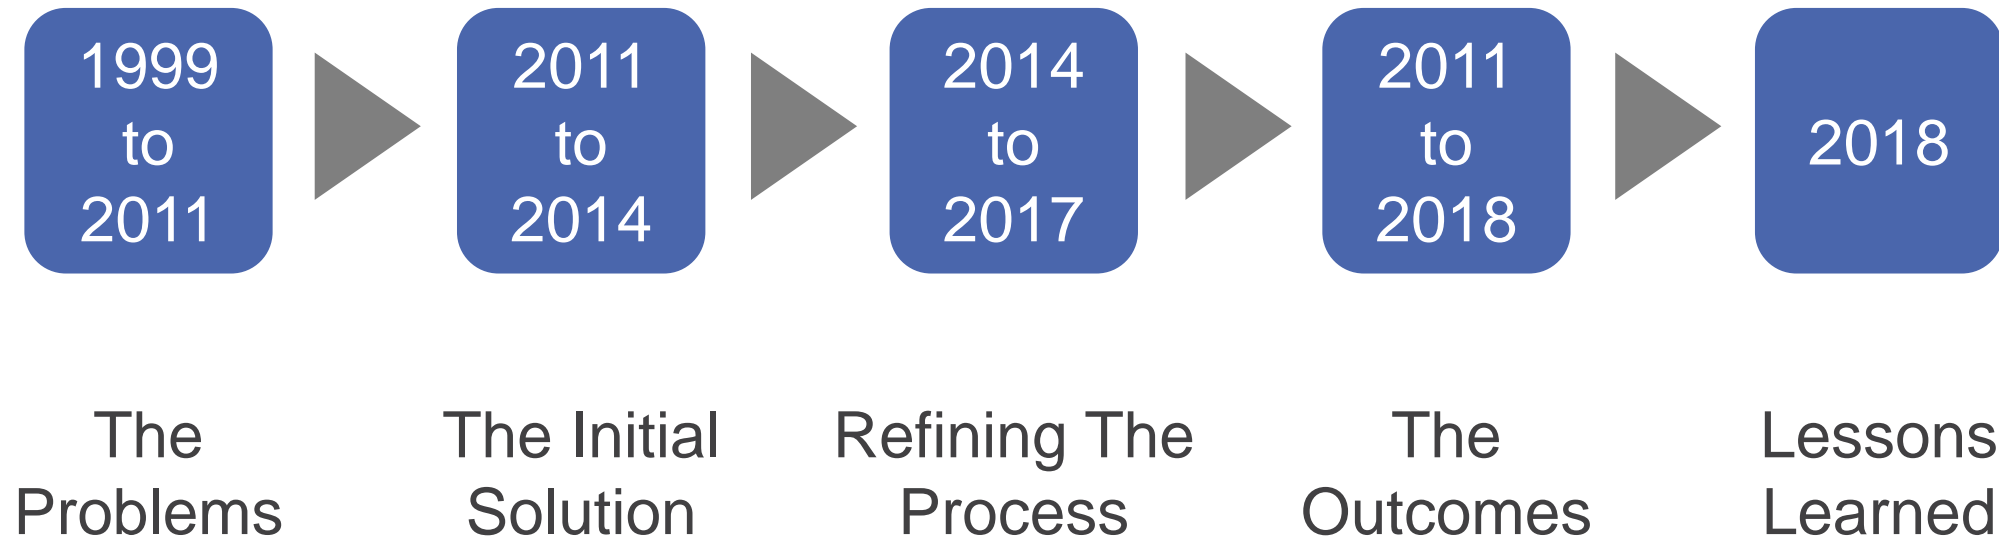 1999
to
2011
2011
to
2014
2014
to
2017
2011
to
2018
2018
The
Problems
The Initial
Solution
Refining The
Process
The
Outcomes
Lessons
Learned